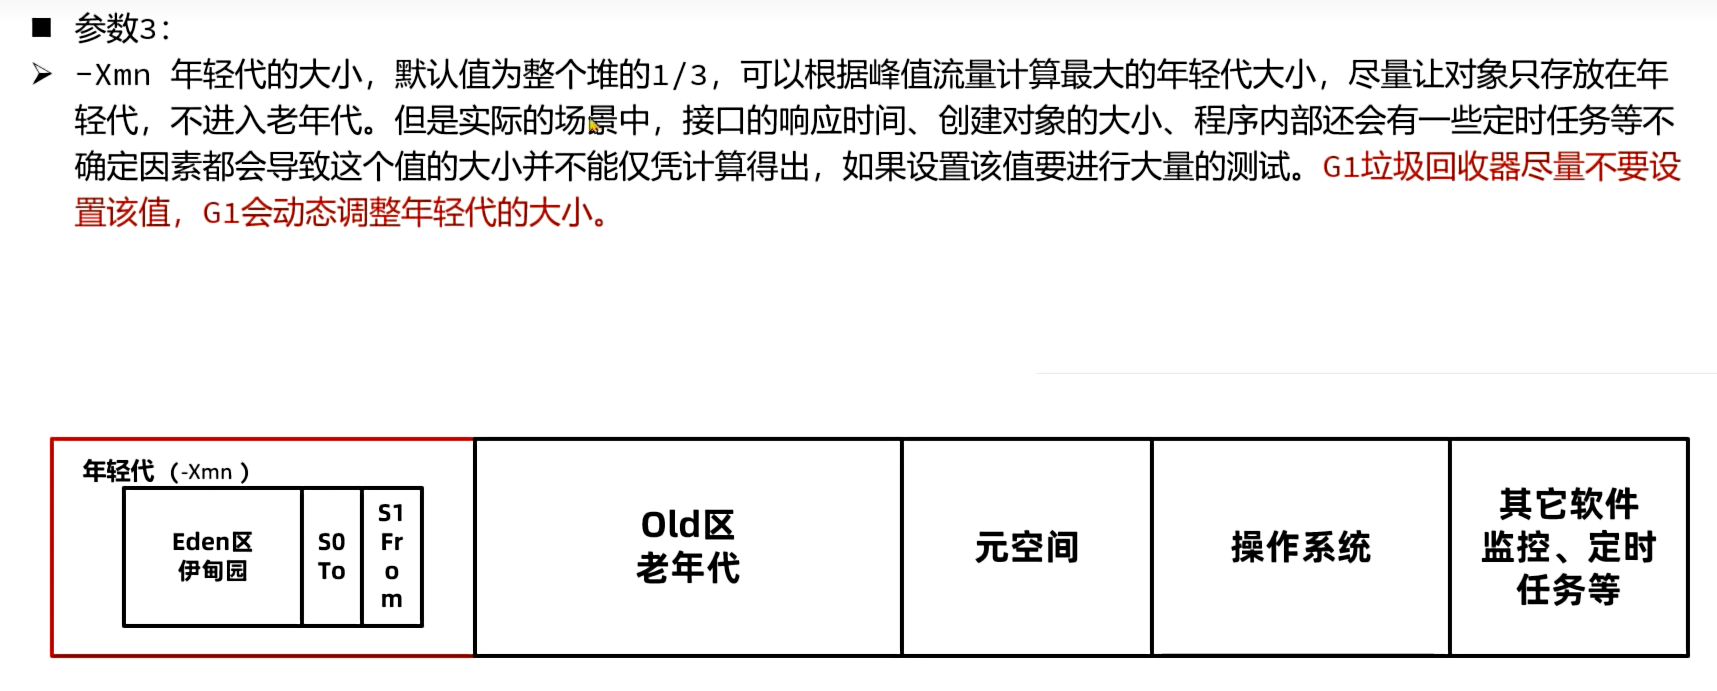 ■ 参数3：
➢ -Xmn 年轻代的大小，默认值为整个堆的1/3，可以根据峰值流量计算最大的年轻代大小，尽量让对象只存放在年
轻代，不进入老年代。但是实际的场景中，接口的响应时间、创建对象的大小、程序内部还会有一些定时任务等不
确定因素都会导致这个值的大小并不能仅凭计算得出，如果设置该值要进行大量的测试。G1垃圾回收器尽量不要设
置该值，G1会动态调整年轻代的大小。
年轻代（-Xmn ）
Eden区
伊甸园
S0
To
S1
Fr
o
m
Old区
老年代
元空间
操作系统
其它软件
监控、定时
任务等